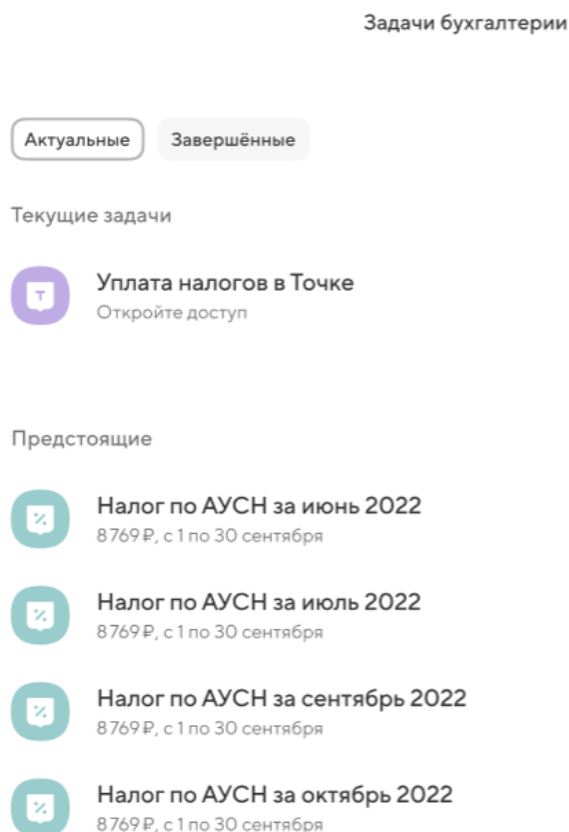 Задачи бухгалтерии
Актуальные Завершённые
Текущие задачи
Т
Уплата налогов в Точке
Откройте доступ
Предстоящие
Налог по АУСН за июнь 2022
8769 ₽, с 1 по 30 сентября
Налог по АУСН за июль 2022
8769 ₽, с 1 по 30 сентября
Налог по АУСН за сентябрь 2022
8769 ₽, с 1 по 30 сентября
Налог по АУСН за октябрь 2022
8769 ₽, с 1 по 30 сентября